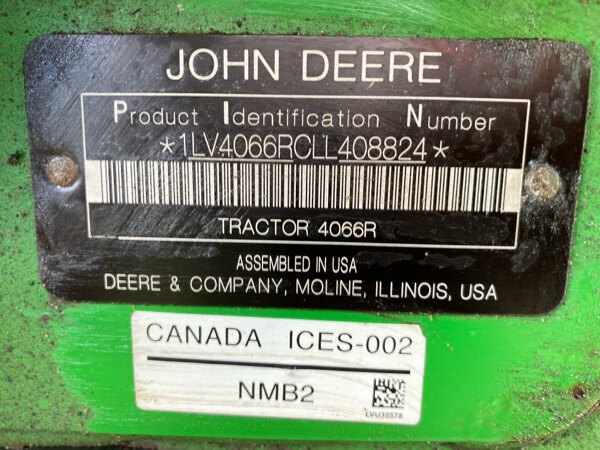 JOHN DEERE
Product Identification Number
*1LV4066RCLL408824*
TRACTOR 4066R
ASSEMBLED IN USA
DEERE & COMPANY, MOLINE, ILLINOIS, USA
CANADA ICES-002
NMB2
LVU35578